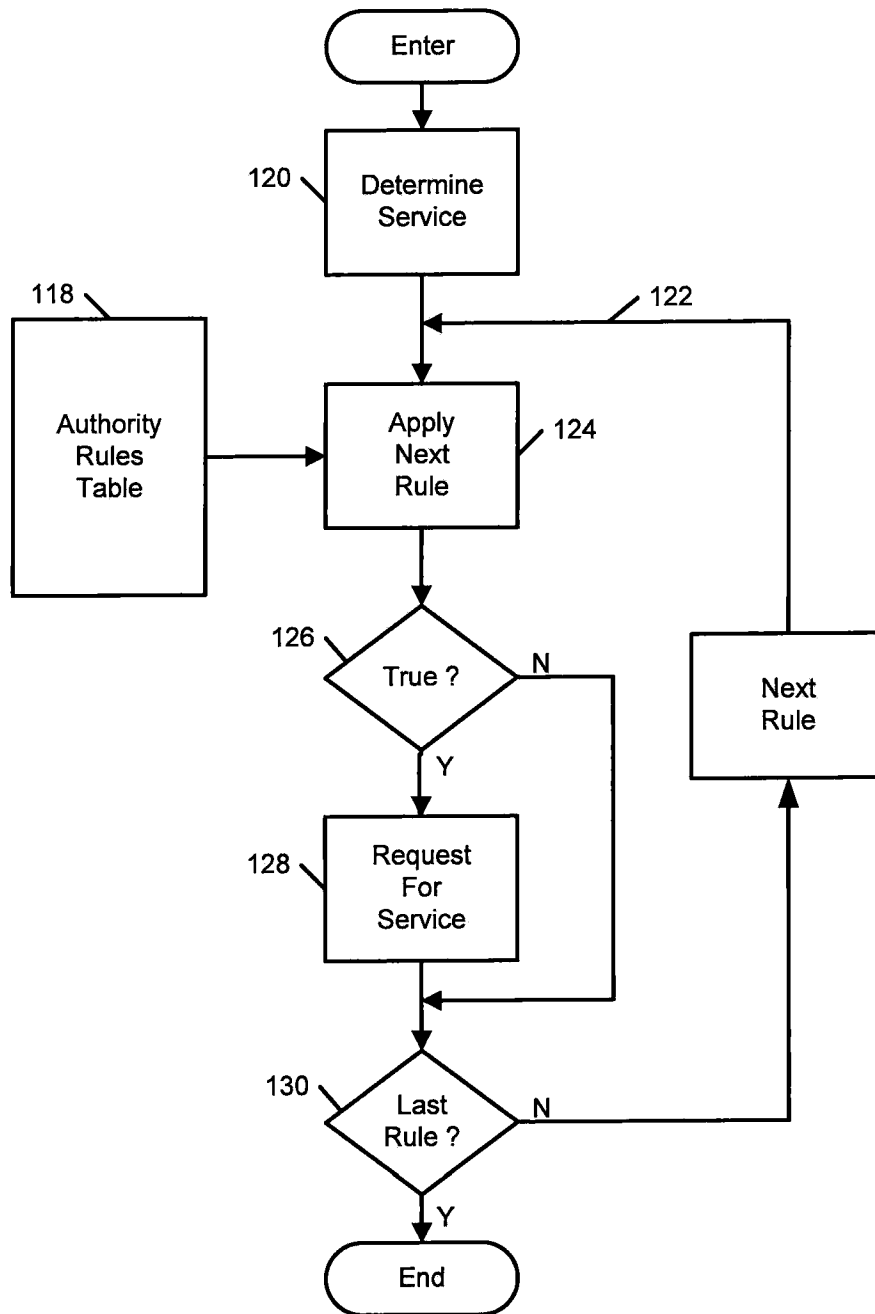 Enter
120
Determine
Service
118
122
Authority
Rules
Table
Apply
Next
Rule
124
126
True ?
N
Y
Next
Rule
128
Request
For
Service
130
Last
Rule ?
N
Y
End